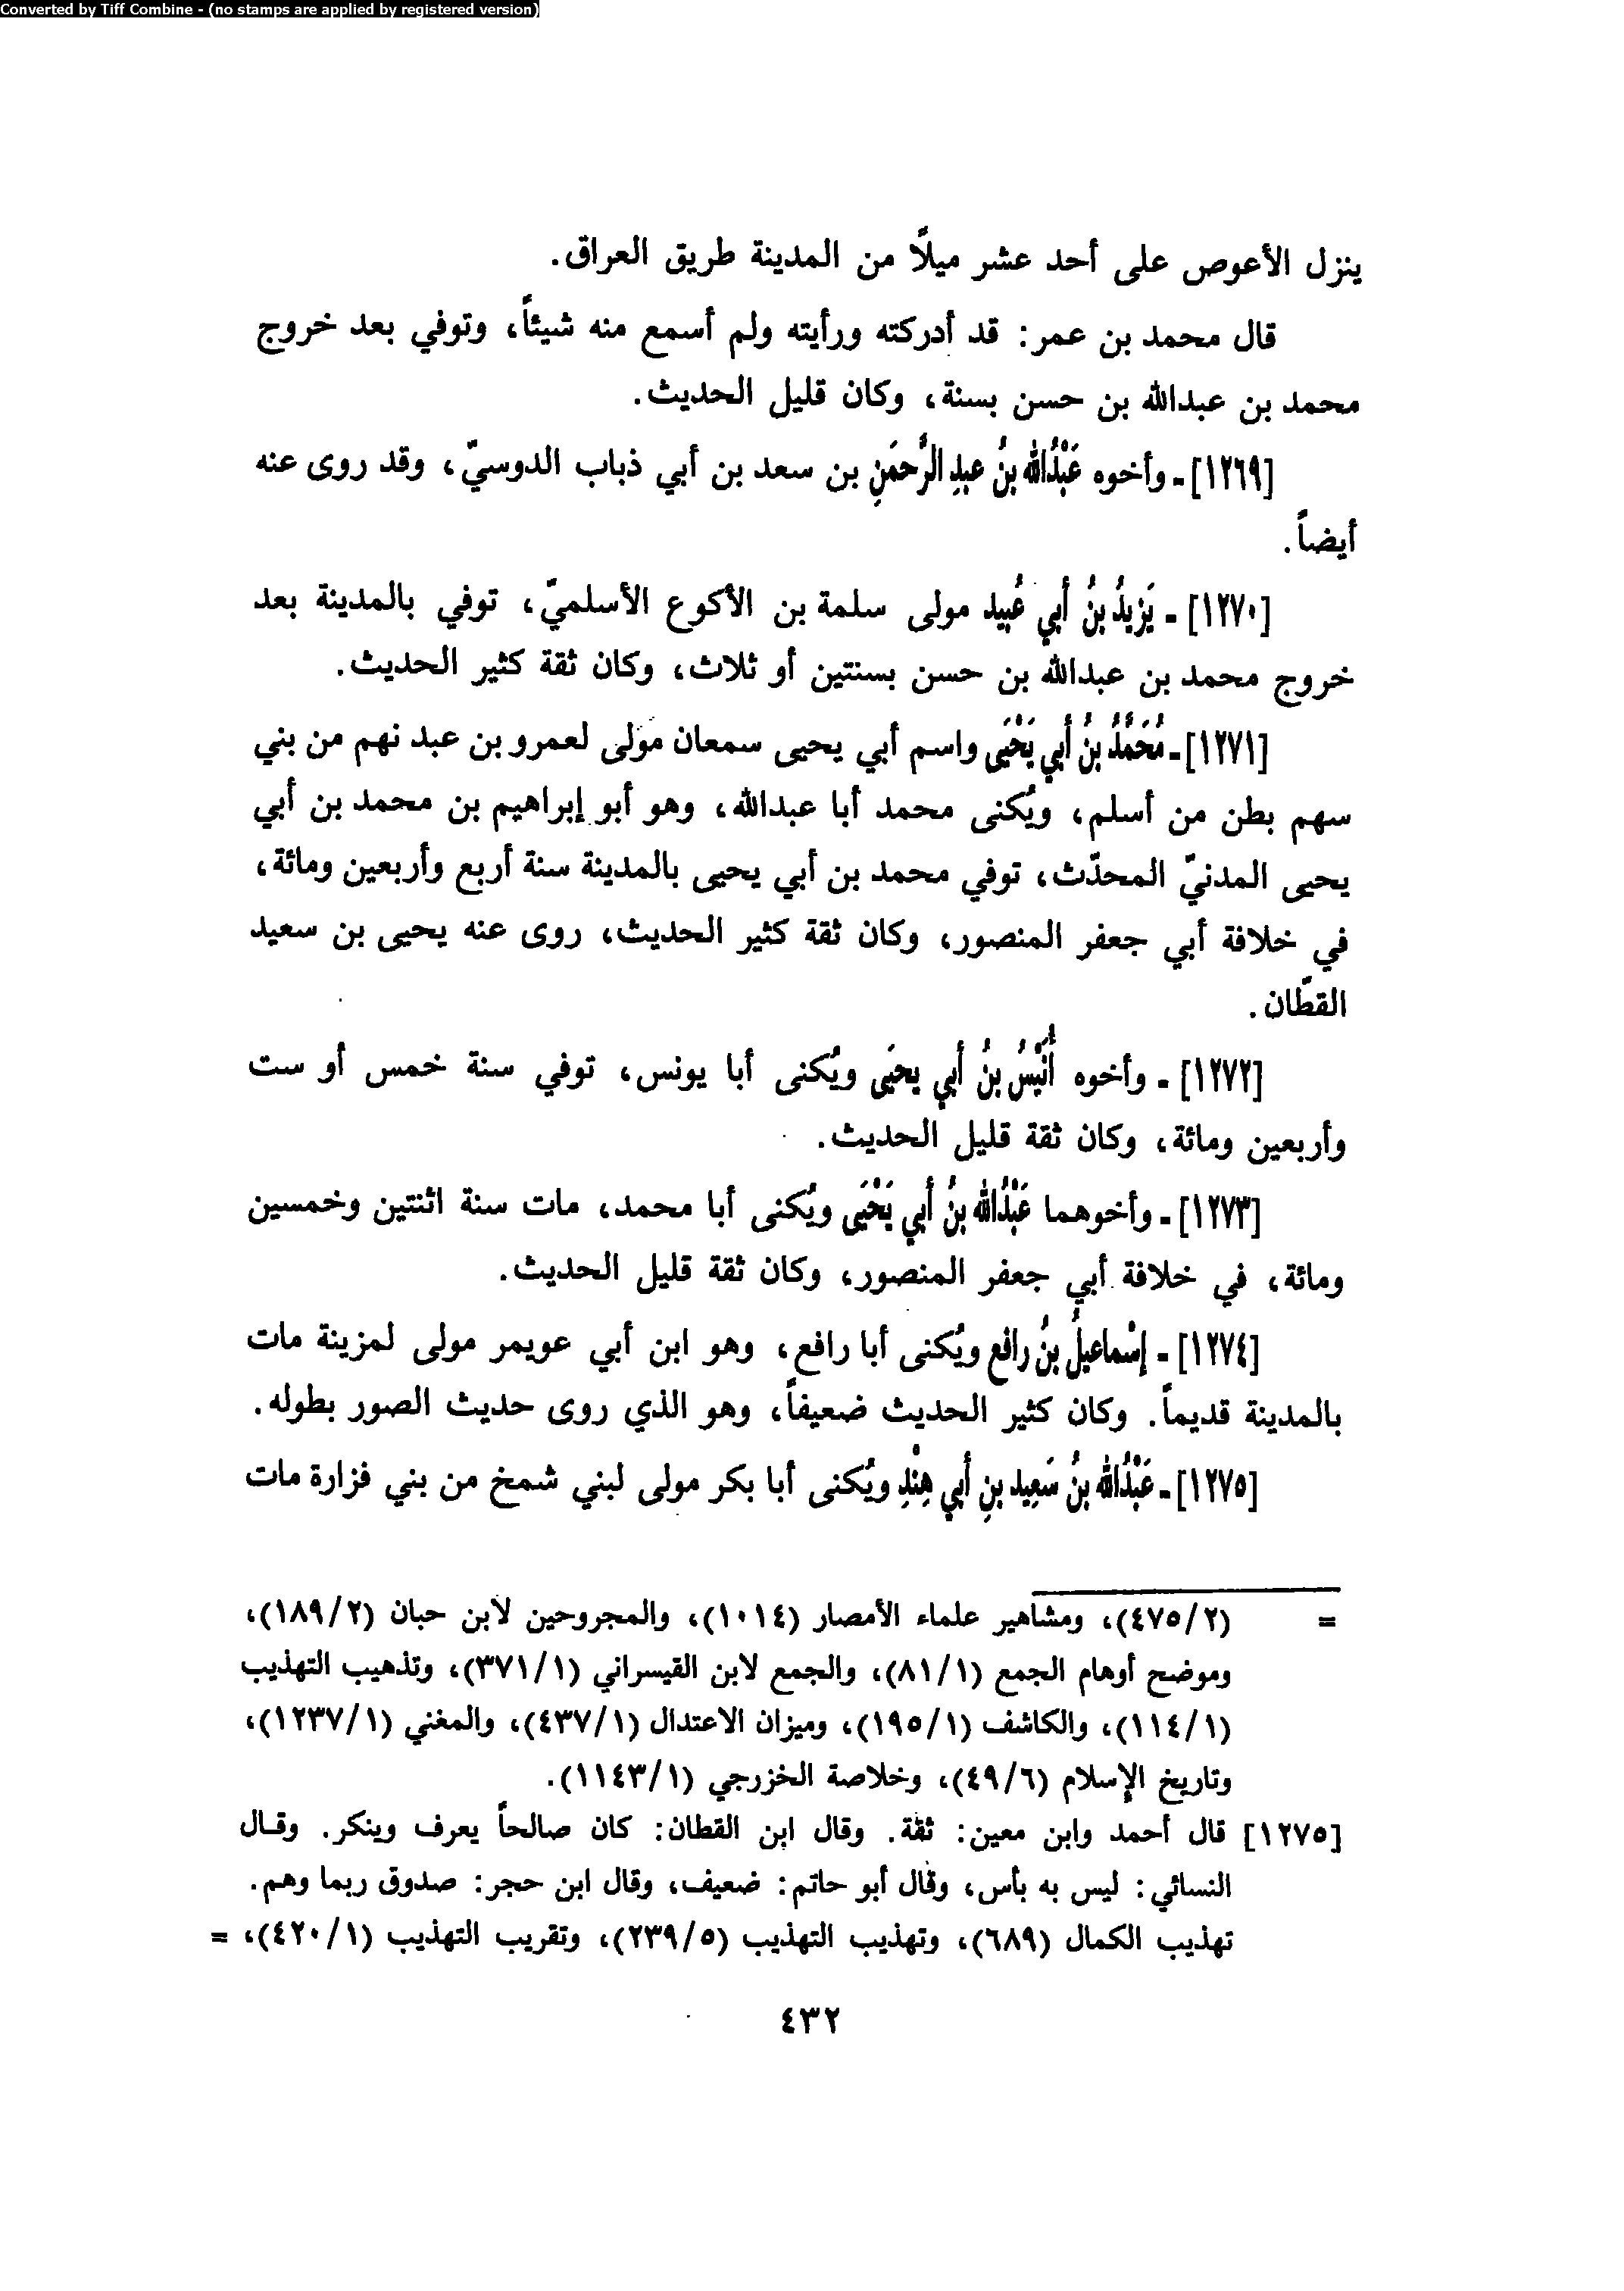 Converted by Tiff Combine - (no stamps are applied by registered version)
ينزل الأعوص على أحد عشر ميلاً من المدينة طريق العراق.
قال محمد بن عمر: قد أدركته ورأيته ولم أسمع منه شيئاً، وتوفي بعد خروج
محمد بن عبدالله بن حسن بسنة، وكان قليل الحديث.
[١٢٦٩]ـ وأخوه عَبْدُالله بنُ عبدِ الرَّحمَنِ بن سعد بن أبي ذباب الدوسيّ، وقد روى عنه
أيضاً.
[١٢٧٠] ـ يَزِيدُ بنُ أَبي عُبيد مولى سلمة بن الأكوع الأسلميّ، توفي بالمدينة بعد
خروج محمد بن عبدالله بن حسن بسنتين أو ثلاث، وكان ثقة كثير الحديث.
[١٢٧١]ـ مُحَمَّدُ بنُ أَبي يَحْيَى واسم أبي يحيى سمعان مَولى لعمرو بن عبد نهم من بني
سهم بطن من أسلم، ويُكنى محمد أبا عبدالله، وهو أبو إبراهيم بن محمد بن أبي
يحيى المدنيّ المحدّث، توفي محمد بن أبي يحيى بالمدينة سنة أربع وأربعين ومائة،
في خلافة أبي جعفر المنصور، وكان ثقة كثير الحديث، روى عنه يحيى بن سعيد
القطّان.
[١٢٧٢] ـ وأخوه أُنَيْسُ بنُ أَبي يحيَى ويُكنى أبا يونس، توفي سنة خمس أو ست
وأربعين ومائة، وكان ثقة قليل الحديث.
[١٢٧٣]ـ وأخوهما عَبْدُالله بنُ أَبي يَحْيَى ويُكنى أبا محمد، مات سنة اثنتين وخمسين
ومائة، في خلافة أبي جعفر المنصور، وكان ثقة قليل الحديث.
[١٢٧٤] ـ إسْماعيلُ بنُ رافع ويُكنى أبا رافع، وهو ابن أبي عويمر مولى لمزينة مات
بالمدينة قديماً. وكان كثير الحديث ضعيفاً، وهو الذي روى حديث الصور بطوله.
[١٢٧٥]ـ عَبْدُالله بنُ سَعِيد بنِ أَبي هِنْدِ ويُكنى أبا بكر مولى لبني شمخ من بني فزارة مات
= (٤٧٥/٢)، ومشاهير علماء الأمصار (١٠١٤)، والمجروحين لابن حبان (١٨٩/٢)،
وموضح أوهام الجمع (٨١/١)، والجمع لابن القيسراني (٣٧١/١)، وتذهيب التهذيب
(١١٤/١)، والكاشف (١٩٥/١)، وميزان الاعتدال (٤٣٧/١)، والمغني (١٢٣٧/١)،
وتاريخ الإسلام (٤٩/٦)، وخلاصة الخزرجي (١١٤٣/١).
[١٢٧٥] قال أحمد وابن معين: ثقة. وقال ابن القطان: كان صالحاً يعرف وينكر. وقال
النسائي: ليس به بأس، وقال أبو حاتم: ضعيف، وقال ابن حجر: صدوق ربما وهم.
تهذيب الكمال (٦٨٩)، وتهذيب التهذيب (٢٣٩/٥)، وتقريب التهذيب (٤٢٠/١)، =
٤٣٢